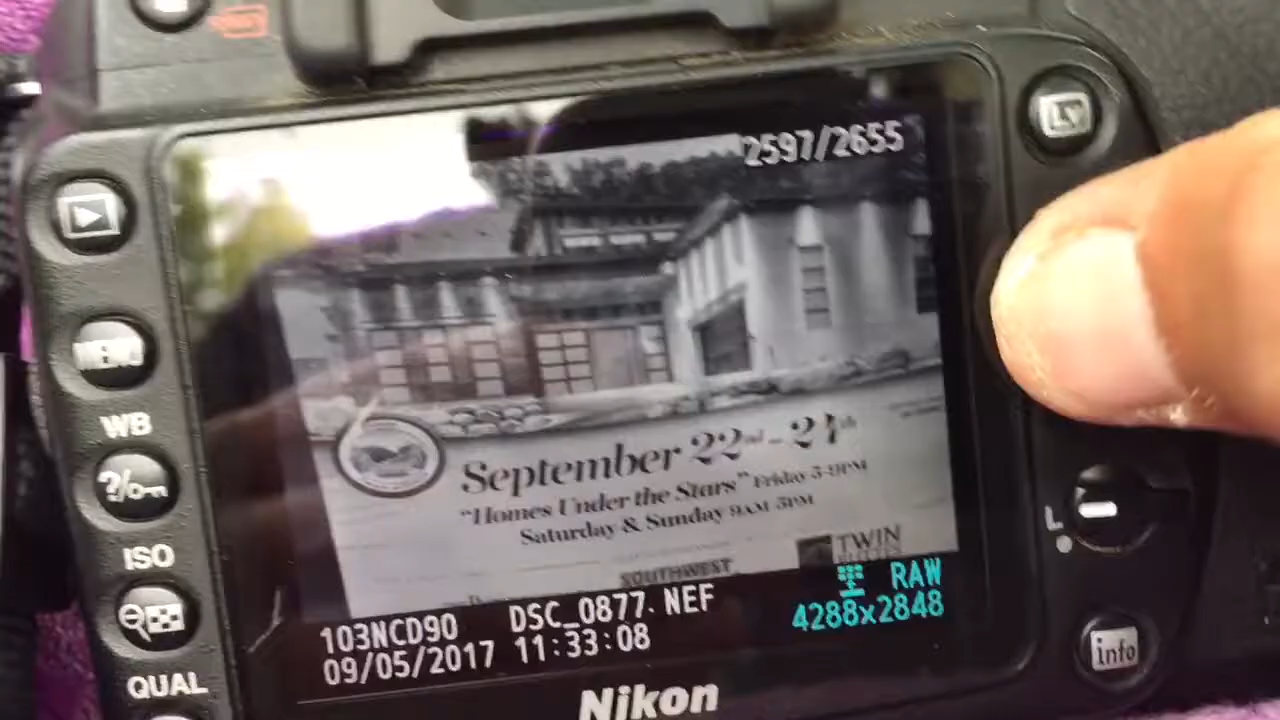 Lv
2597/2655
MENU
WB
September 22nd - 24th
"Homes Under the Stars" Friday 5-9PM
?/
Saturday & Sunday 9AM 5PM
L
ISO
TWIN
SOUTHWEST
RAW
103NCD90 DSC_0877.NEF
4288x2848
09/05/2017 11:33:08
info
QUAL
Nikon